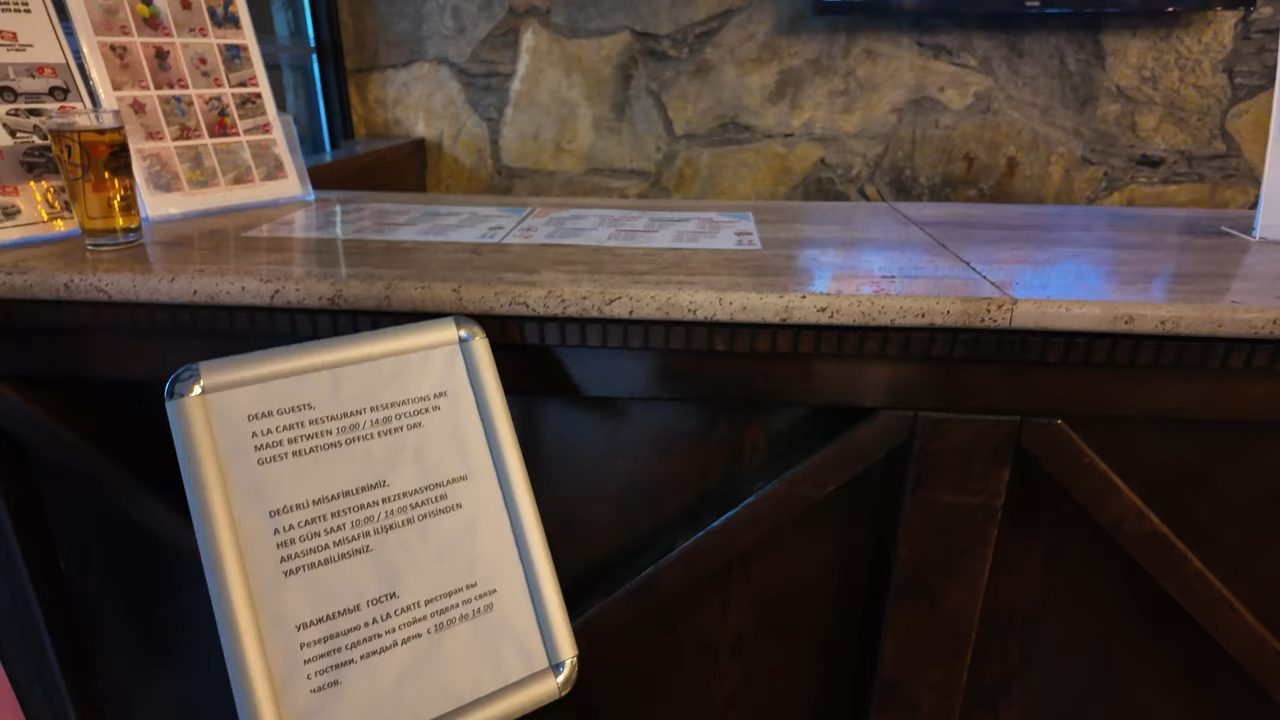 DEAR GUESTS,
A LA CARTE RESTAURANT RESERVATIONS ARE
MADE BETWEEN 10:00 / 14:00 O'CLOCK IN
GUEST RELATIONS OFFICE EVERY DAY.
DEĞERLİ MİSAFİRLERİMİZ,
A LA CARTE RESTORAN REZERVASYONLARINI
HER GÜN SAAT 10:00 / 14:00 SAATLERİ
ARASINDA MİSAFİR İLİŞKİLERİ OFİSİNDEN
YAPTIRABİLİRSİNİZ.
УВАЖАЕМЫЕ ГОСТИ,
Резервацию в A LA CARTE ресторан вы
можете сделать на стойке отдела по связи
с гостями, каждый день с 10.00 до 14.00
часов.